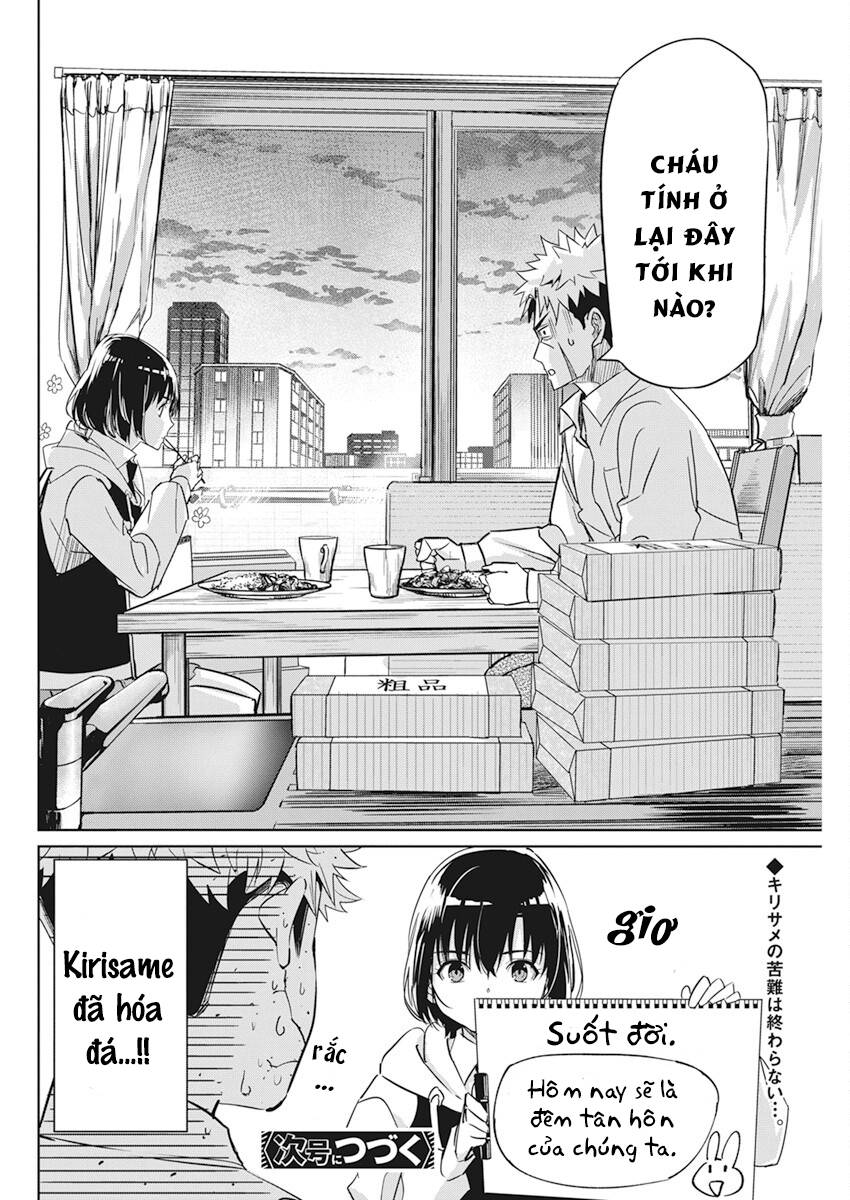 CHÁU
TÍNH Ở
LẠI ĐÂY
TỚI KHI
NÀO?
粗品
粗品
◆キリサメの苦難は終わらない…。
giơ
Suốt đời.
Hôm nay sẽ là
đêm tân hôn
của chúng ta.
Kirisame
đã hóa
đá...!!
rắc
...
次号につづく